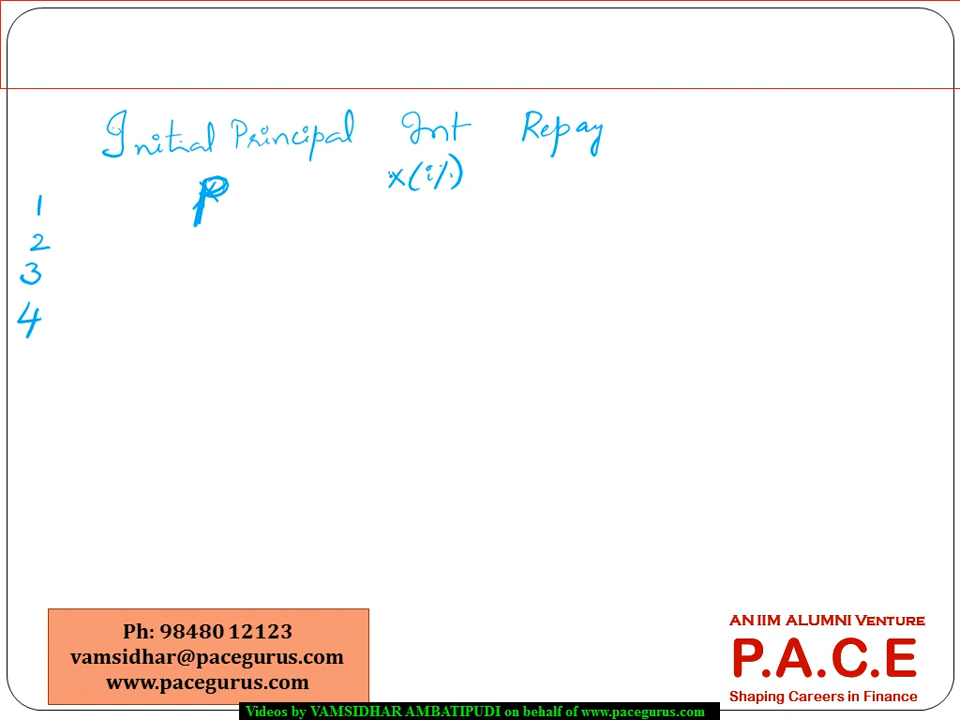 Initial Principal Int Repay
x(i%)
1 P
2
3
4
Ph: 98480 12123
vamsidhar@pacegurus.com
www.pacegurus.com
AN IIM ALUMNI VENTURE
P.A.C.E
Shaping Careers in Finance
Videos by VAMSIDHAR AMBATIPUDI on behalf of www.pacegurus.com